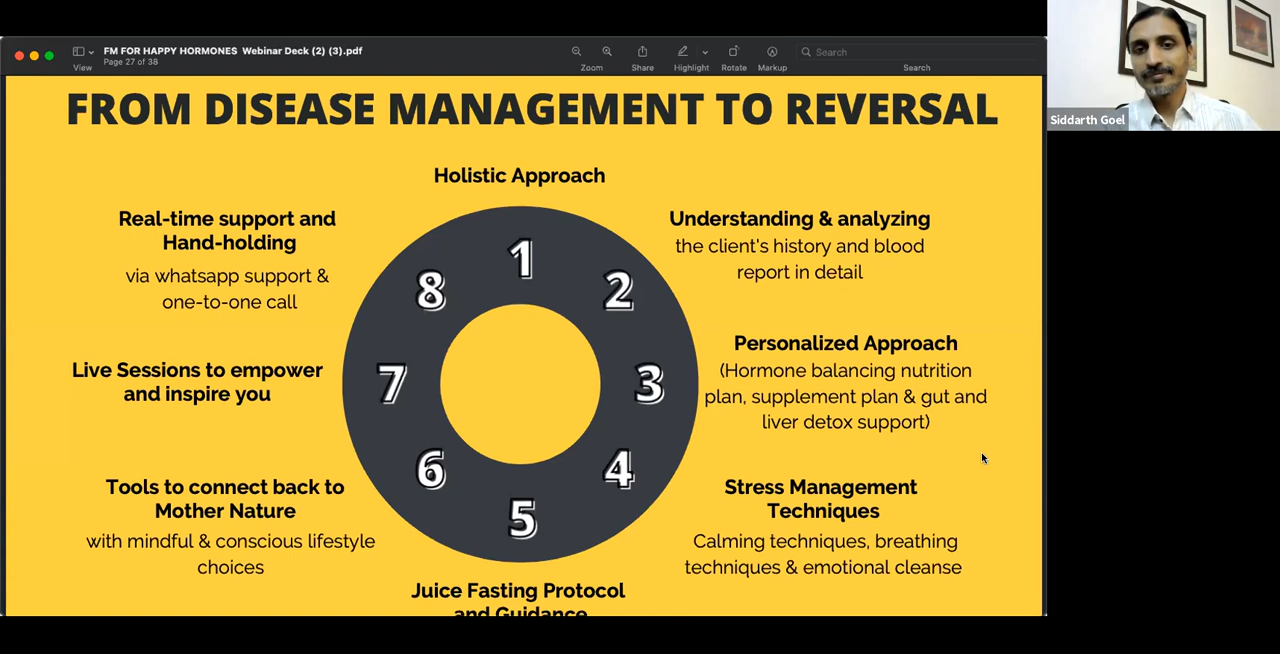 FM FOR HAPPY HORMONES Webinar Deck (2) (3).pdf
Page 27 of 38
View
Zoom
Share
Highlight
Rotate
Markup
Search
Search
Siddarth Goel
FROM DISEASE MANAGEMENT TO REVERSAL
Holistic Approach
1
Understanding & analyzing
the client's history and blood
report in detail
2
Personalized Approach
(Hormone balancing nutrition
plan, supplement plan & gut and
liver detox support)
3
Stress Management
Techniques
Calming techniques, breathing
techniques & emotional cleanse
4
Juice Fasting Protocol
and Guidance
5
Tools to connect back to
Mother Nature
with mindful & conscious lifestyle
choices
6
Live Sessions to empower
and inspire you
7
Real-time support and
Hand-holding
via whatsapp support &
one-to-one call
8